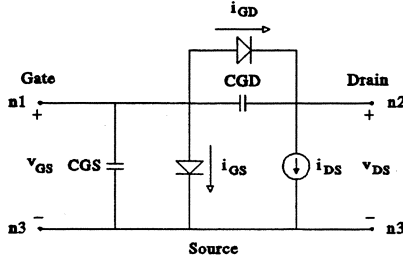 iGD
Gate
CGD
Drain
n1
n2
+
+
vGS
CGS
iGS
iDS
vDS
−
−
n3
n3
Source